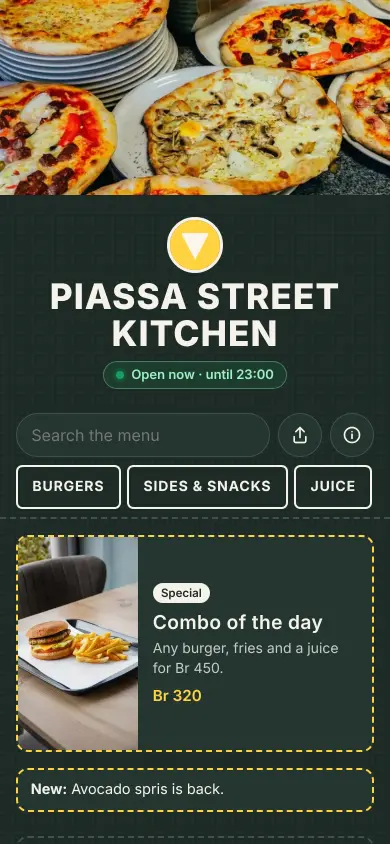 PIASSA STREET
KITCHEN
Open now · until 23:00
Search the menu
BURGERS
SIDES & SNACKS
JUICE
Special
Combo of the day
Any burger, fries and a juice
for Br 450.
Br 320
New: Avocado spris is back.